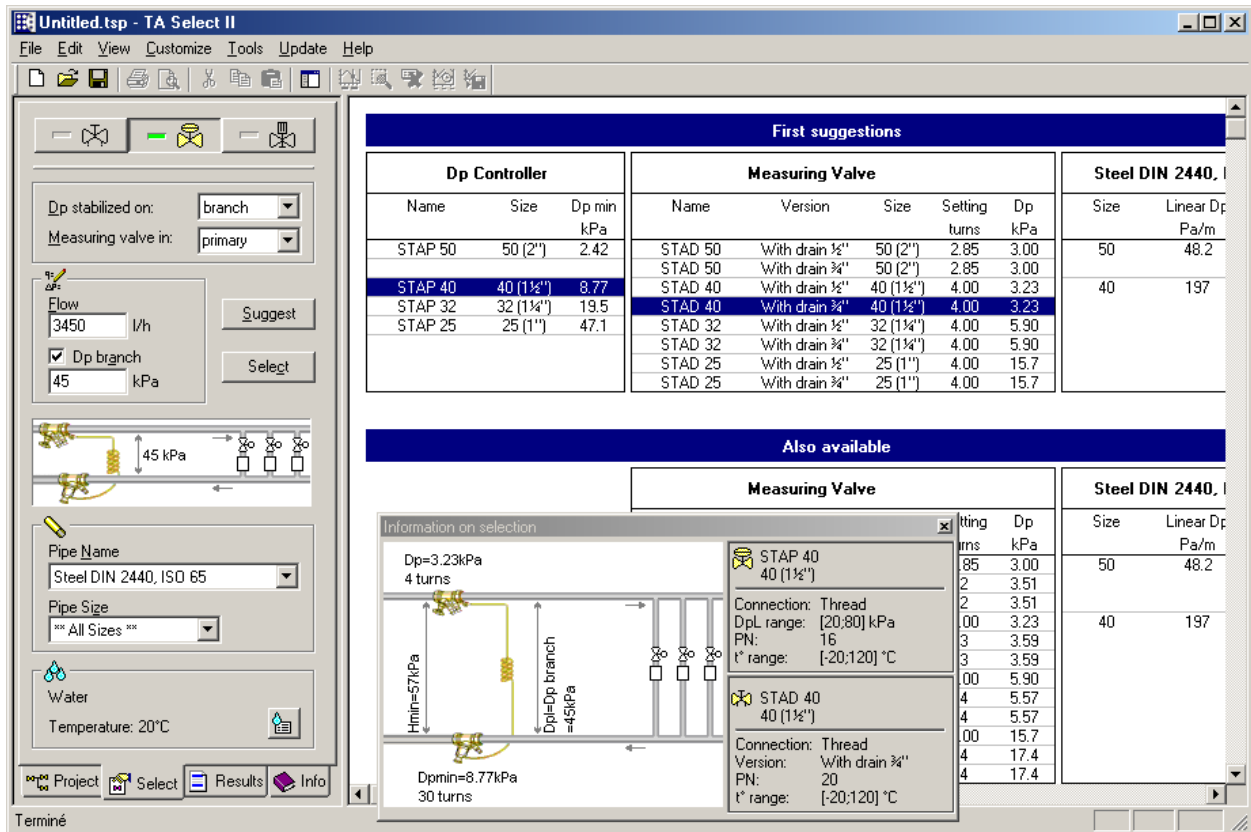 Untitled.tsp - TA Select II
File Edit View Customize Tools Update Help
Dp stabilized on: branch
Measuring valve in: primary
q=
ΔP=
Flow
3450 l/h
Suggest
Dp branch
45 kPa
Select
45 kPa
Pipe Name
Steel DIN 2440, ISO 65
Pipe Size
** All Sizes **
Water
Temperature: 20°C
Project Select Results Info
Terminé
First suggestions
Dp Controller Measuring Valve Steel DIN 2440,
Name Size Dp min Name Version Size Setting Dp Size Linear Dp
kPa turns kPa Pa/m
STAP 50 50 (2") 2.42 STAD 50 With drain ½" 50 (2") 2.85 3.00 50 48.2
STAD 50 With drain ¾" 50 (2") 2.85 3.00
STAP 40 40 (1½") 8.77 STAD 40 With drain ½" 40 (1½") 4.00 3.23 40 197
STAP 32 32 (1¼") 19.5 STAD 40 With drain ¾" 40 (1½") 4.00 3.23
STAP 25 25 (1") 47.1 STAD 32 With drain ½" 32 (1¼") 4.00 5.90
STAD 32 With drain ¾" 32 (1¼") 4.00 5.90
STAD 25 With drain ½" 25 (1") 4.00 15.7
STAD 25 With drain ¾" 25 (1") 4.00 15.7
Also available
Measuring Valve Steel DIN 2440,
tting Dp Size Linear Dp
urns kPa Pa/m
.85 3.00 50 48.2
2 3.51
2 3.51
.00 3.23 40 197
3 3.59
3 3.59
.00 5.90
4 5.57
4 5.57
.00 15.7
4 17.4
4 17.4
Information on selection
Dp=3.23kPa
4 turns
Hmin=57kPa
Dpl=Dp branch
=45kPa
Dpmin=8.77kPa
30 turns
STAP 40
40 (1½")
Connection: Thread
DpL range: [20;80] kPa
PN: 16
t° range: [-20;120] °C
STAD 40
40 (1½")
Connection: Thread
Version: With drain ¾"
PN: 20
t° range: [-20;120] °C